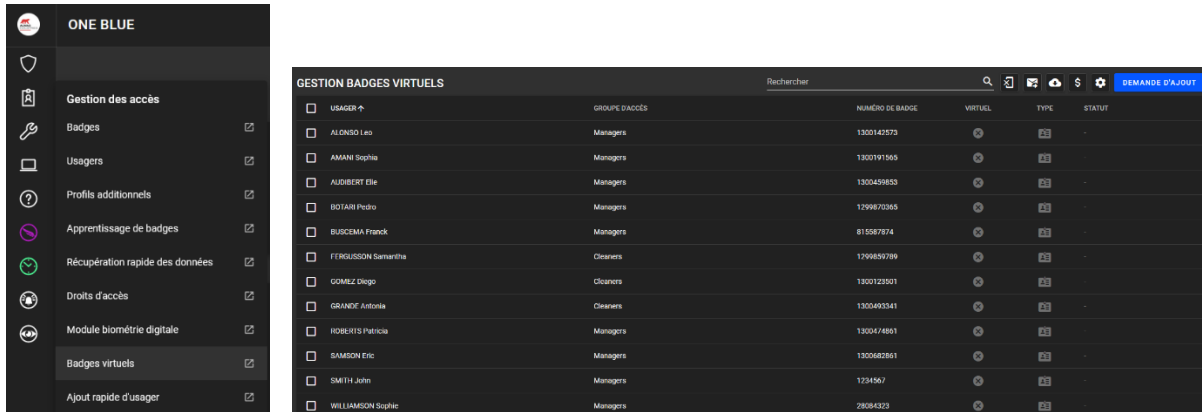 ONE BLUE
Gestion des accès
Badges
Usagers
Profils additionnels
Apprentissage de badges
Récupération rapide des données
Droits d'accès
Module biométrie digitale
Badges virtuels
Ajout rapide d'usager
GESTION BADGES VIRTUELS Rechercher $ DEMANDE D'AJOUT
USAGER GROUPE D'ACCÈS NUMÉRO DE BADGE VIRTUEL TYPE STATUT
ALONSO Leo Managers 1300142573 -
AMANI Sophia Managers 1300191565 -
AUDIBERT Elie Managers 1300459853 -
BOTARI Pedro Managers 1299870365 -
BUSCEMA Franck Managers 815587874 -
FERGUSSON Samantha Cleaners 1299859789 -
GOMEZ Diego Cleaners 1300123501 -
GRANDE Antonia Cleaners 1300493341 -
ROBERTS Patricia Managers 1300474861 -
SAMSON Eric Managers 1300682861 -
SMITH John Managers 1234567 -
WILLIAMSON Sophie Managers 28084323 -